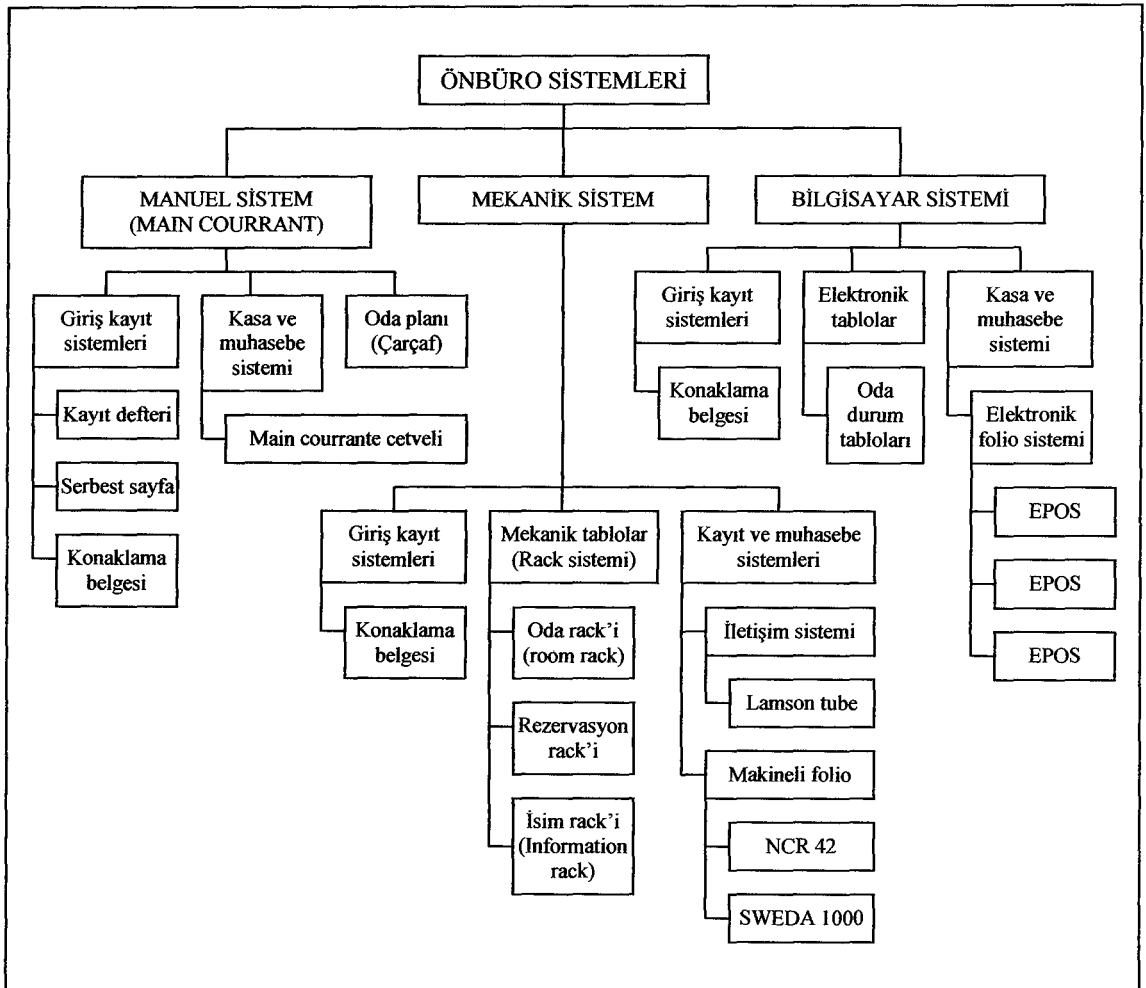 ÖNBÜRO SİSTEMLERİ
MANUEL SİSTEM
(MAIN COURRANT)
MEKANİK SİSTEM
BİLGİSAYAR SİSTEMİ
Giriş kayıt
sistemleri
Kasa ve
muhasebe
sistemi
Oda planı
(Çarçaf)
Kayıt defteri
Serbest sayfa
Konaklama
belgesi
Main courrante cetveli
Giriş kayıt
sistemleri
Konaklama
belgesi
Mekanik tablolar
(Rack sistemi)
Oda rack'i
(room rack)
Rezervasyon
rack'i
İsim rack'i
(Information
rack)
Kayıt ve muhasebe
sistemleri
İletişim sistemi
Lamson tube
Makineli folio
NCR 42
SWEDA 1000
Giriş kayıt
sistemleri
Konaklama
belgesi
Elektronik
tablolar
Oda
durum
tabloları
Kasa ve
muhasebe
sistemi
Elektronik
folio sistemi
EPOS
EPOS
EPOS